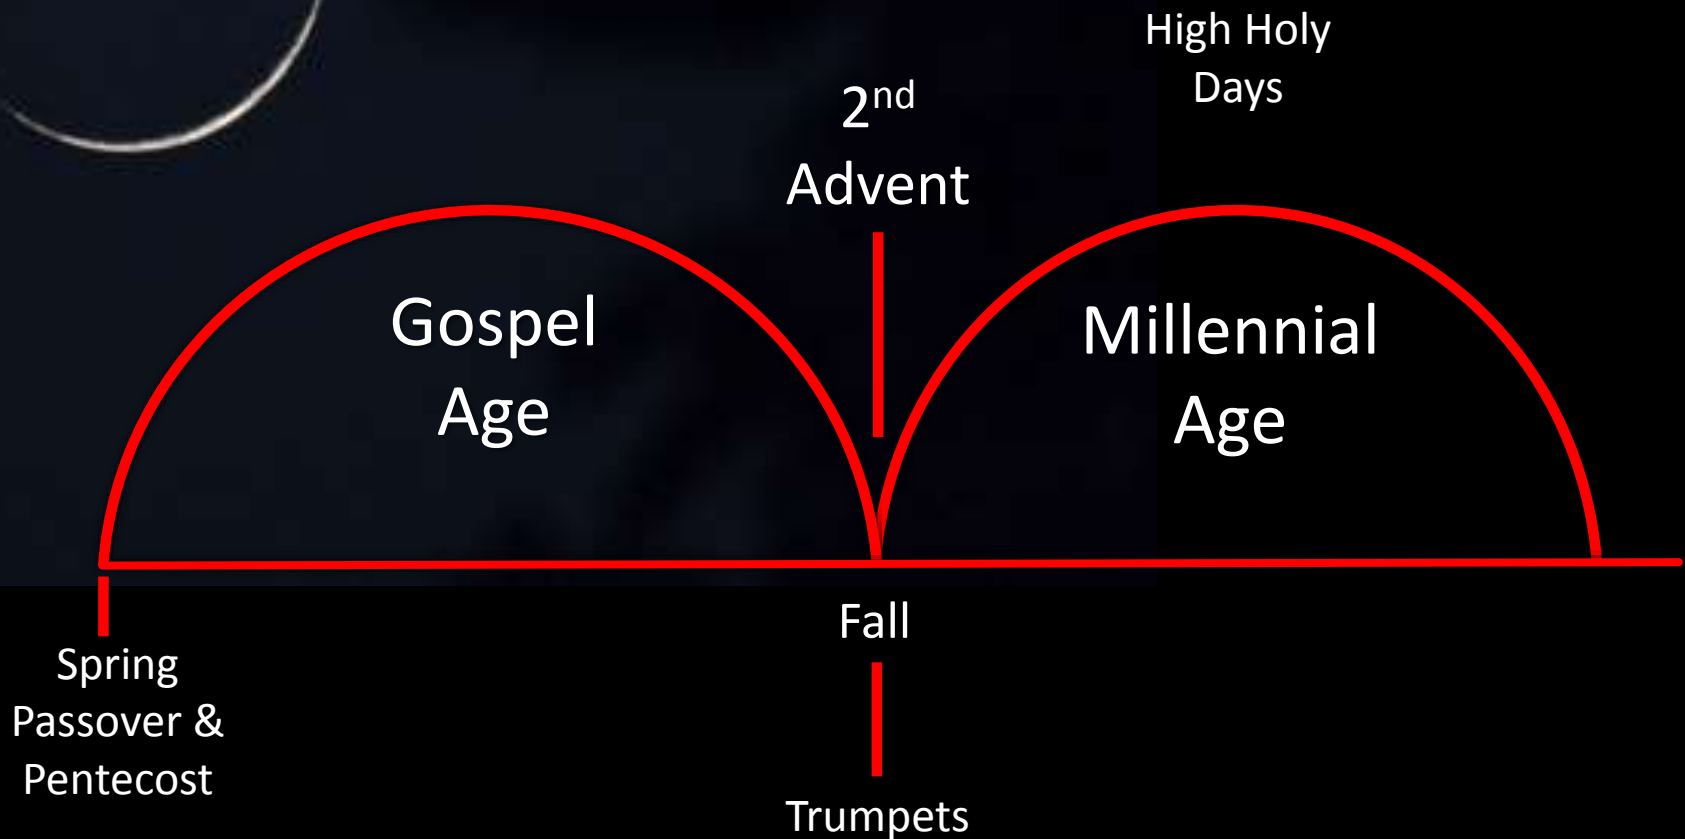 High Holy
Days
2nd
Advent
Gospel
Age
Millennial
Age
Fall
Spring
Passover &
Pentecost
Trumpets